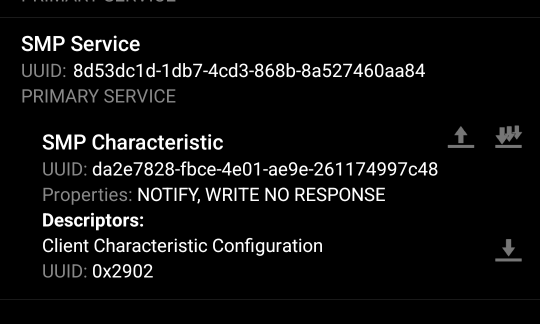 PRIMARY SERVICE
SMP Service
UUID: 8d53dc1d-1db7-4cd3-868b-8a527460aa84
PRIMARY SERVICE
SMP Characteristic
UUID: da2e7828-fbce-4e01-ae9e-261174997c48
Properties: NOTIFY, WRITE NO RESPONSE
Descriptors:
Client Characteristic Configuration
UUID: 0x2902